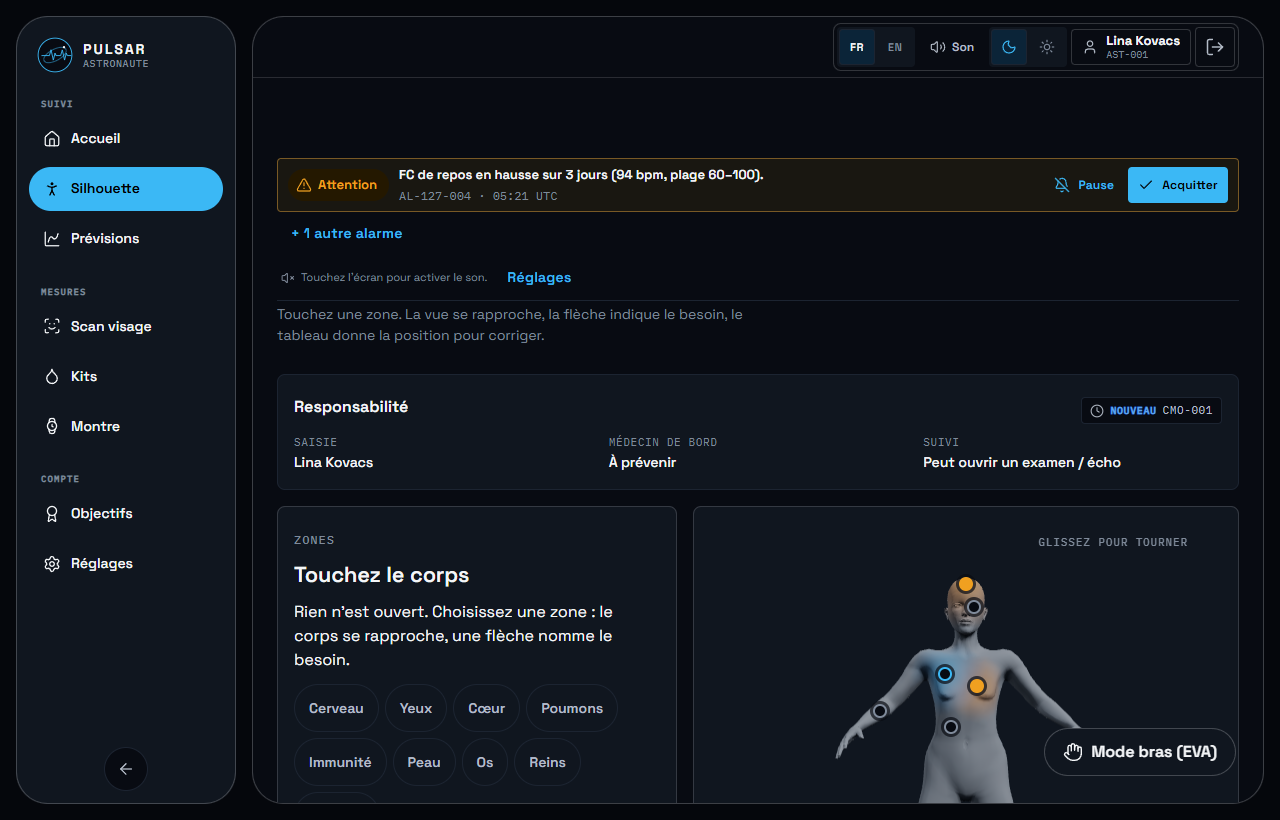 PULSAR
ASTRONAUTE
SUIVI
Accueil
Silhouette
Prévisions
MESURES
Scan visage
Kits
Montre
COMPTE
Objectifs
Réglages
FR
EN
Son
Lina Kovacs
AST-001
Attention
FC de repos en hausse sur 3 jours (94 bpm, plage 60–100).
AL-127-004 · 05:21 UTC
Pause
Acquitter
+ 1 autre alarme
Touchez l'écran pour activer le son.
Réglages
Touchez une zone. La vue se rapproche, la flèche indique le besoin, le
tableau donne la position pour corriger.
Responsabilité
NOUVEAU CMO-001
SAISIE
Lina Kovacs
MÉDECIN DE BORD
À prévenir
SUIVI
Peut ouvrir un examen / écho
ZONES
Touchez le corps
Rien n'est ouvert. Choisissez une zone : le
corps se rapproche, une flèche nomme le
besoin.
Cerveau
Yeux
Cœur
Poumons
Immunité
Peau
Os
Reins
GLISSEZ POUR TOURNER
Mode bras (EVA)